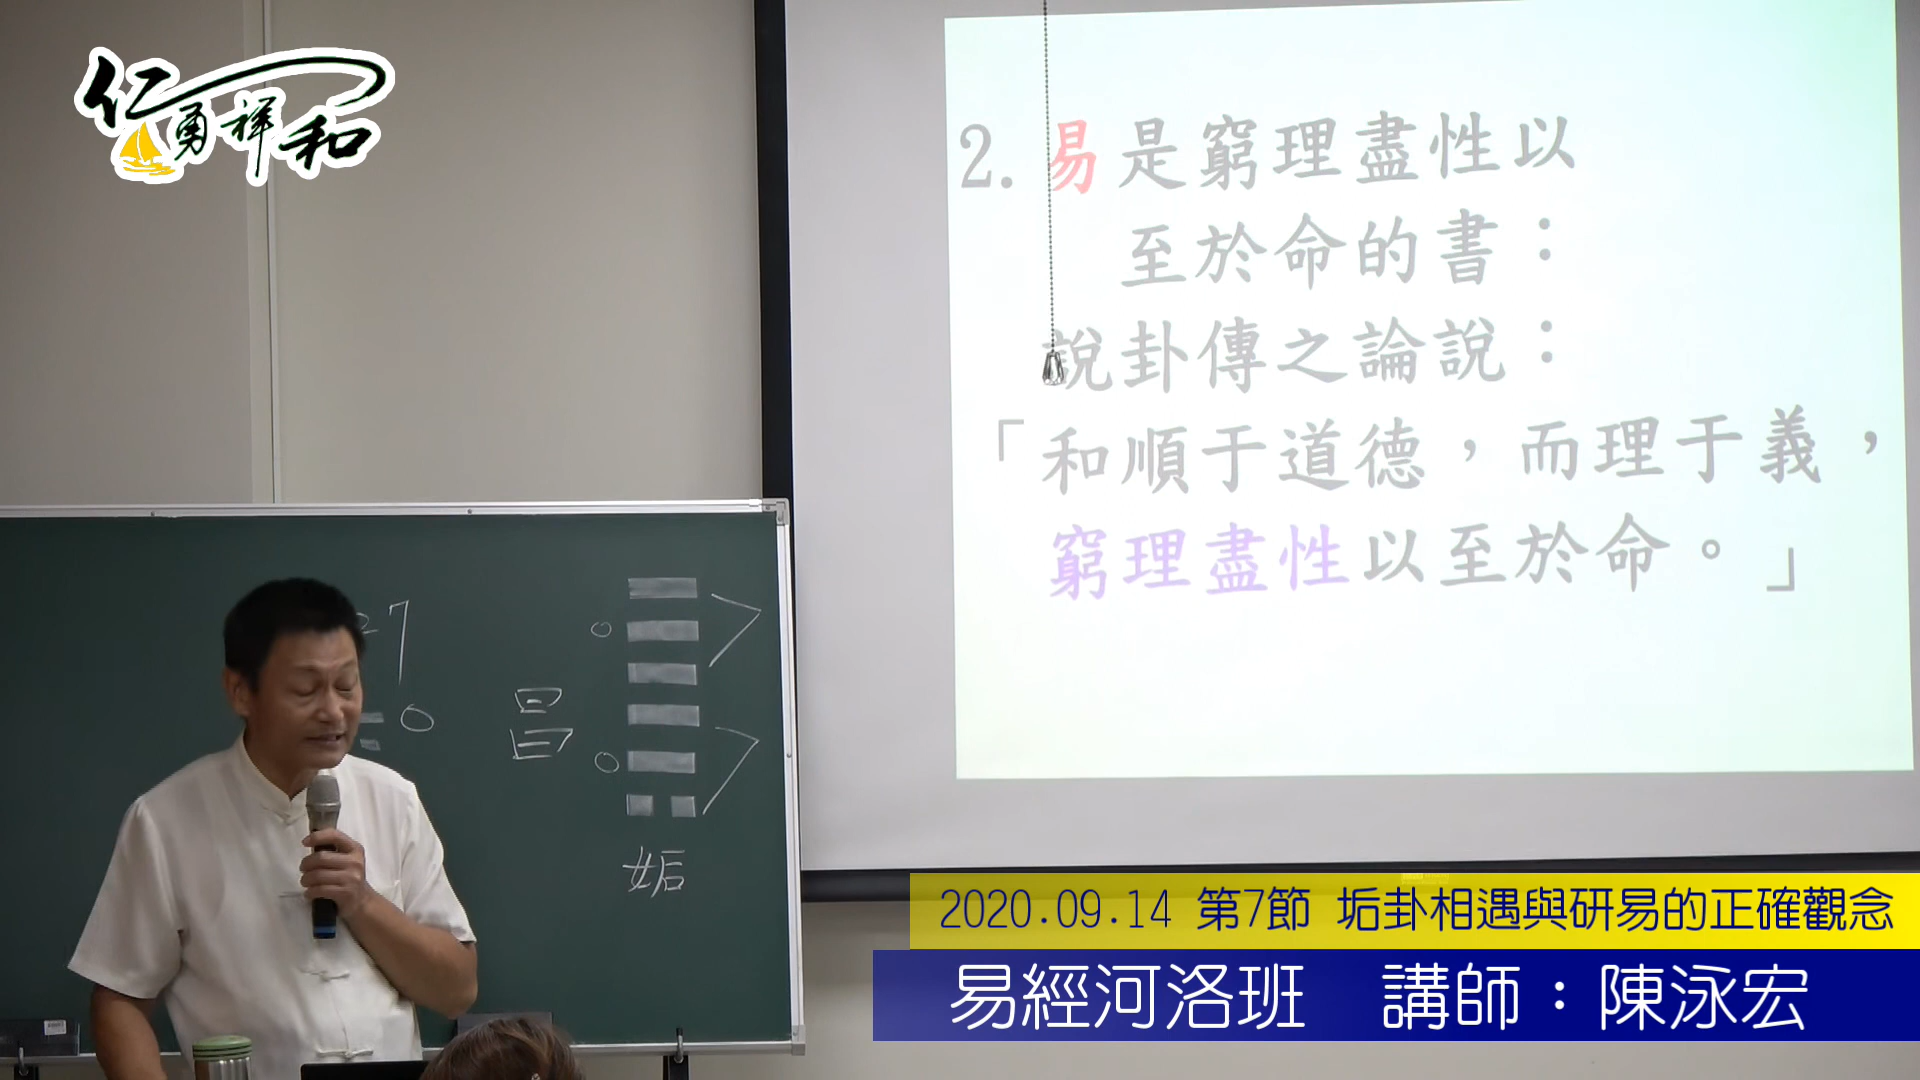 仁勇祥和
2.易是窮理盡性以
至於命的書：
說卦傳之論說：
「和順于道德，而理于義，
窮理盡性以至於命。」
27
0
姤
2020.09.14 第7節 垢卦相遇與研易的正確觀念
易經河洛班 講師：陳泳宏